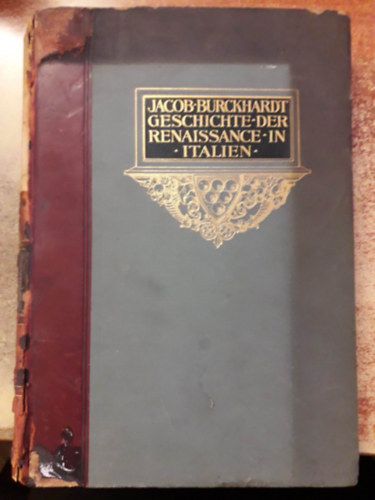 JACOB·BURCKHARDT
GESCHICHTE·DER
RENAISSANCE·IN
·ITALIEN·